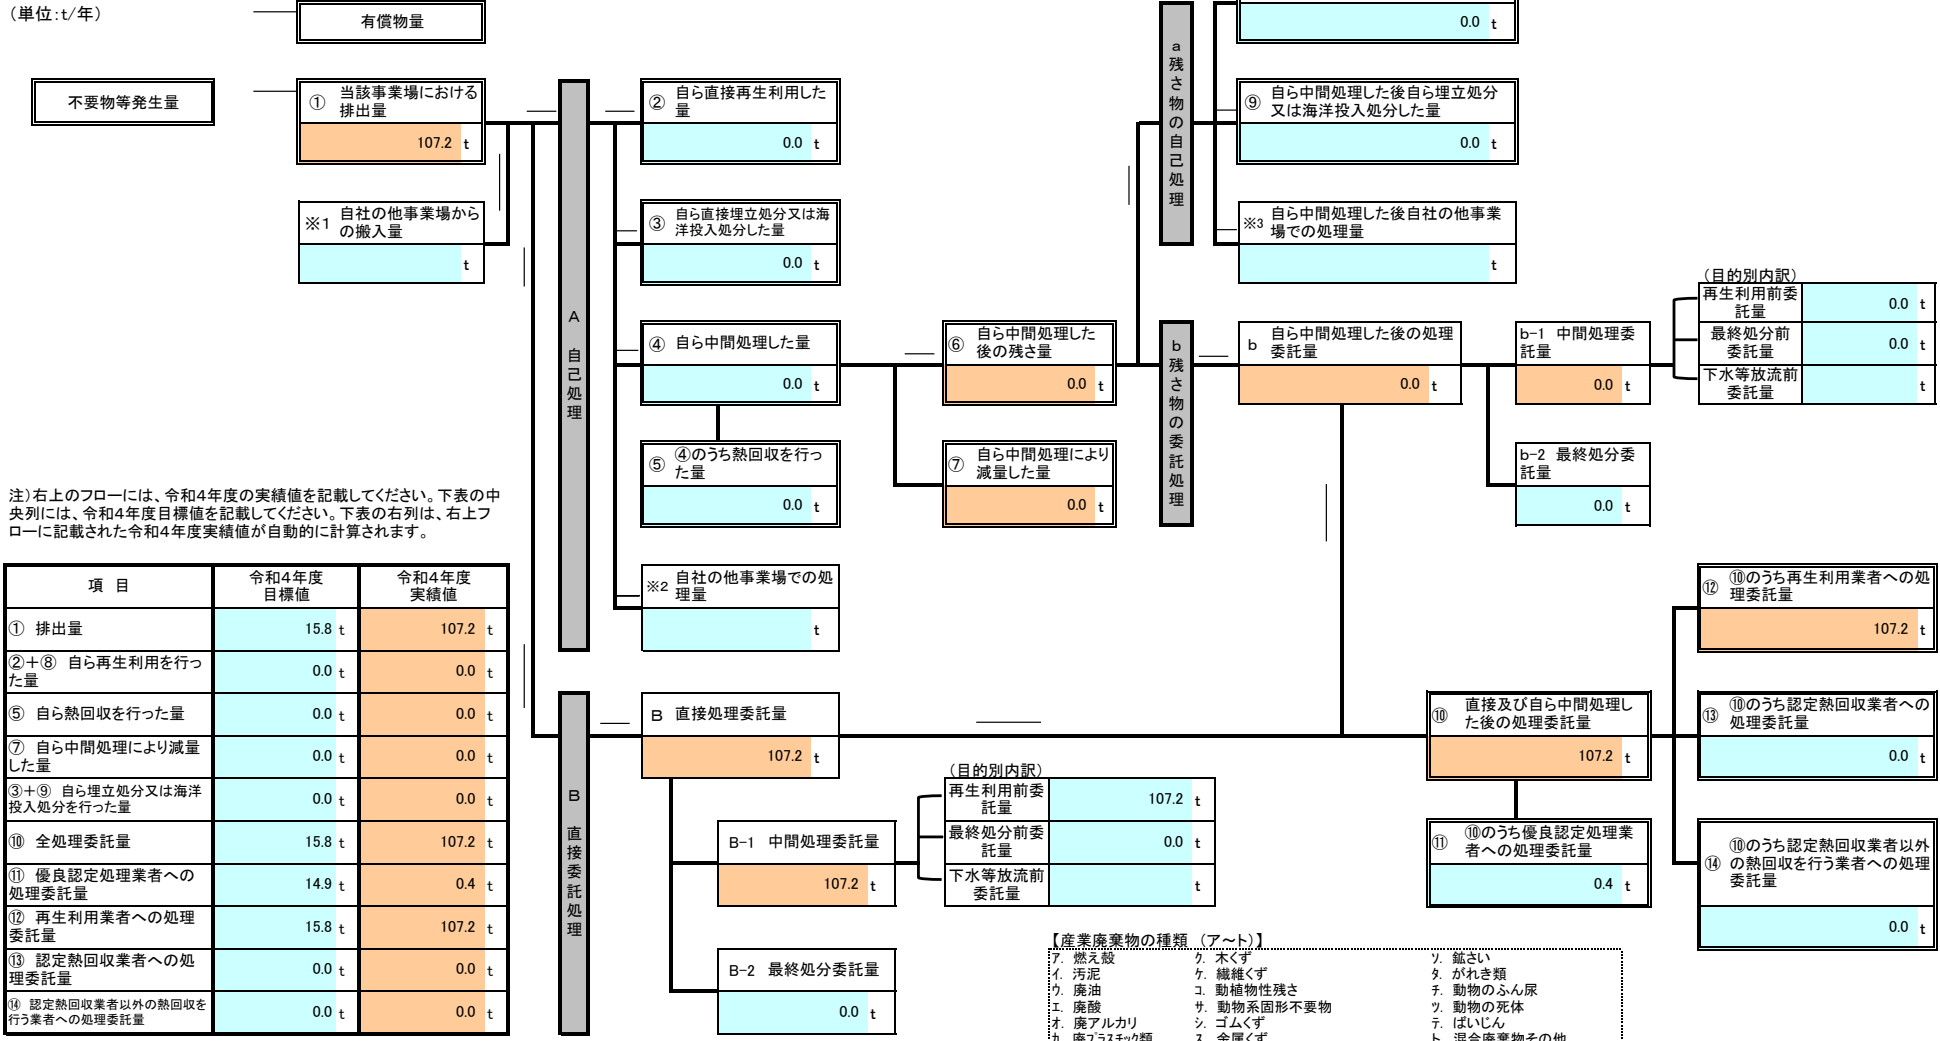 （単位:t/年）
有償物量
不要物等発生量
① 当該事業場における
排出量
107.2 t
※1 自社の他事業場から
の搬入量
t
A 自己処理
② 自ら直接再生利用した
量
0.0 t
③ 自ら直接埋立処分又は海
洋投入処分した量
0.0 t
④ 自ら中間処理した量
0.0 t
⑤ ④のうち熱回収を行っ
た量
0.0 t
※2 自社の他事業場での処
理量
t
⑥ 自ら中間処理した
後の残さ量
0.0 t
⑦ 自ら中間処理により
減量した量
0.0 t
a 残さ物の自己処理
0.0 t
⑨ 自ら中間処理した後自ら埋立処分
又は海洋投入処分した量
0.0 t
※3 自ら中間処理した後自社の他事業
場での処理量
t
b 残さ物の委託処理
b 自ら中間処理した後の処理
委託量
0.0 t
b-1 中間処理委
託量
0.0 t
b-2 最終処分委
託量
0.0 t
（目的別内訳）
再生利用前委
託量
0.0 t
最終処分前
委託量
0.0 t
下水等放流前
委託量
t
注）右上のフローには、令和4年度の実績値を記載してください。下表の中
央列には、令和4年度目標値を記載してください。下表の右列は、右上フ
ローに記載された令和4年度実績値が自動的に計算されます。
項 目
令和4年度
目標値
令和4年度
実績値
① 排出量
15.8 t
107.2 t
②＋⑧ 自ら再生利用を行っ
た量
0.0 t
0.0 t
⑤ 自ら熱回収を行った量
0.0 t
0.0 t
⑦ 自ら中間処理により減量
した量
0.0 t
0.0 t
③＋⑨ 自ら埋立処分又は海洋
投入処分を行った量
0.0 t
0.0 t
⑩ 全処理委託量
15.8 t
107.2 t
⑪ 優良認定処理業者への
処理委託量
14.9 t
0.4 t
⑫ 再生利用業者への処理
委託量
15.8 t
107.2 t
⑬ 認定熱回収業者への処
理委託量
0.0 t
0.0 t
⑭ 認定熱回収業者以外の熱回収を
行う業者への処理委託量
0.0 t
0.0 t
B 直接委託処理
B 直接処理委託量
107.2 t
B-1 中間処理委託量
107.2 t
B-2 最終処分委託量
0.0 t
（目的別内訳）
再生利用前委
託量
107.2 t
最終処分前委
託量
0.0 t
下水等放流前
委託量
t
⑩ 直接及び自ら中間処理し
た後の処理委託量
107.2 t
⑪ ⑩のうち優良認定処理業
者への処理委託量
0.4 t
⑫ ⑩のうち再生利用業者への処
理委託量
107.2 t
⑬ ⑩のうち認定熱回収業者への
処理委託量
0.0 t
⑭ ⑩のうち認定熱回収業者以外
の熱回収を行う業者への処理
委託量
0.0 t
【産業廃棄物の種類 （ア～ト）】
ア. 燃え殻
イ. 汚泥
ウ. 廃油
エ. 廃酸
オ. 廃アルカリ
カ. 廃プラスチック類
ク. 木くず
ケ. 繊維くず
コ. 動植物性残さ
サ. 動物系固形不要物
シ. ゴムくず
ス. 金属くず
ソ. 鉱さい
タ. がれき類
チ. 動物のふん尿
ツ. 動物の死体
テ. ばいじん
ト. 混合廃棄物その他